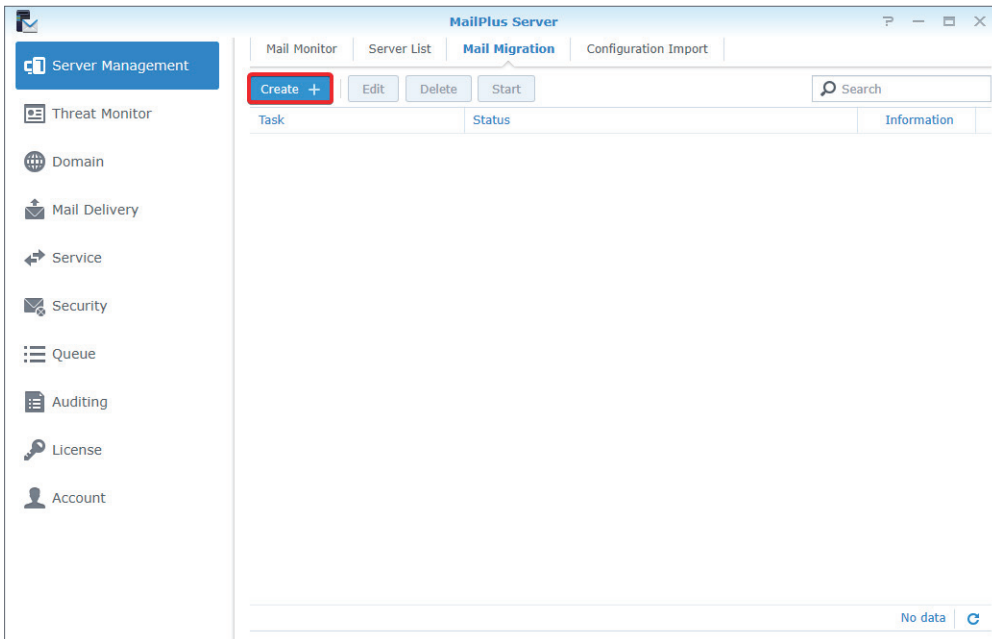 MailPlus Server
Server Management
Threat Monitor
Domain
Mail Delivery
Service
Security
Queue
Auditing
License
Account
Mail Monitor Server List Mail Migration Configuration Import
Create + Edit Delete Start Search
Task Status Information
No data